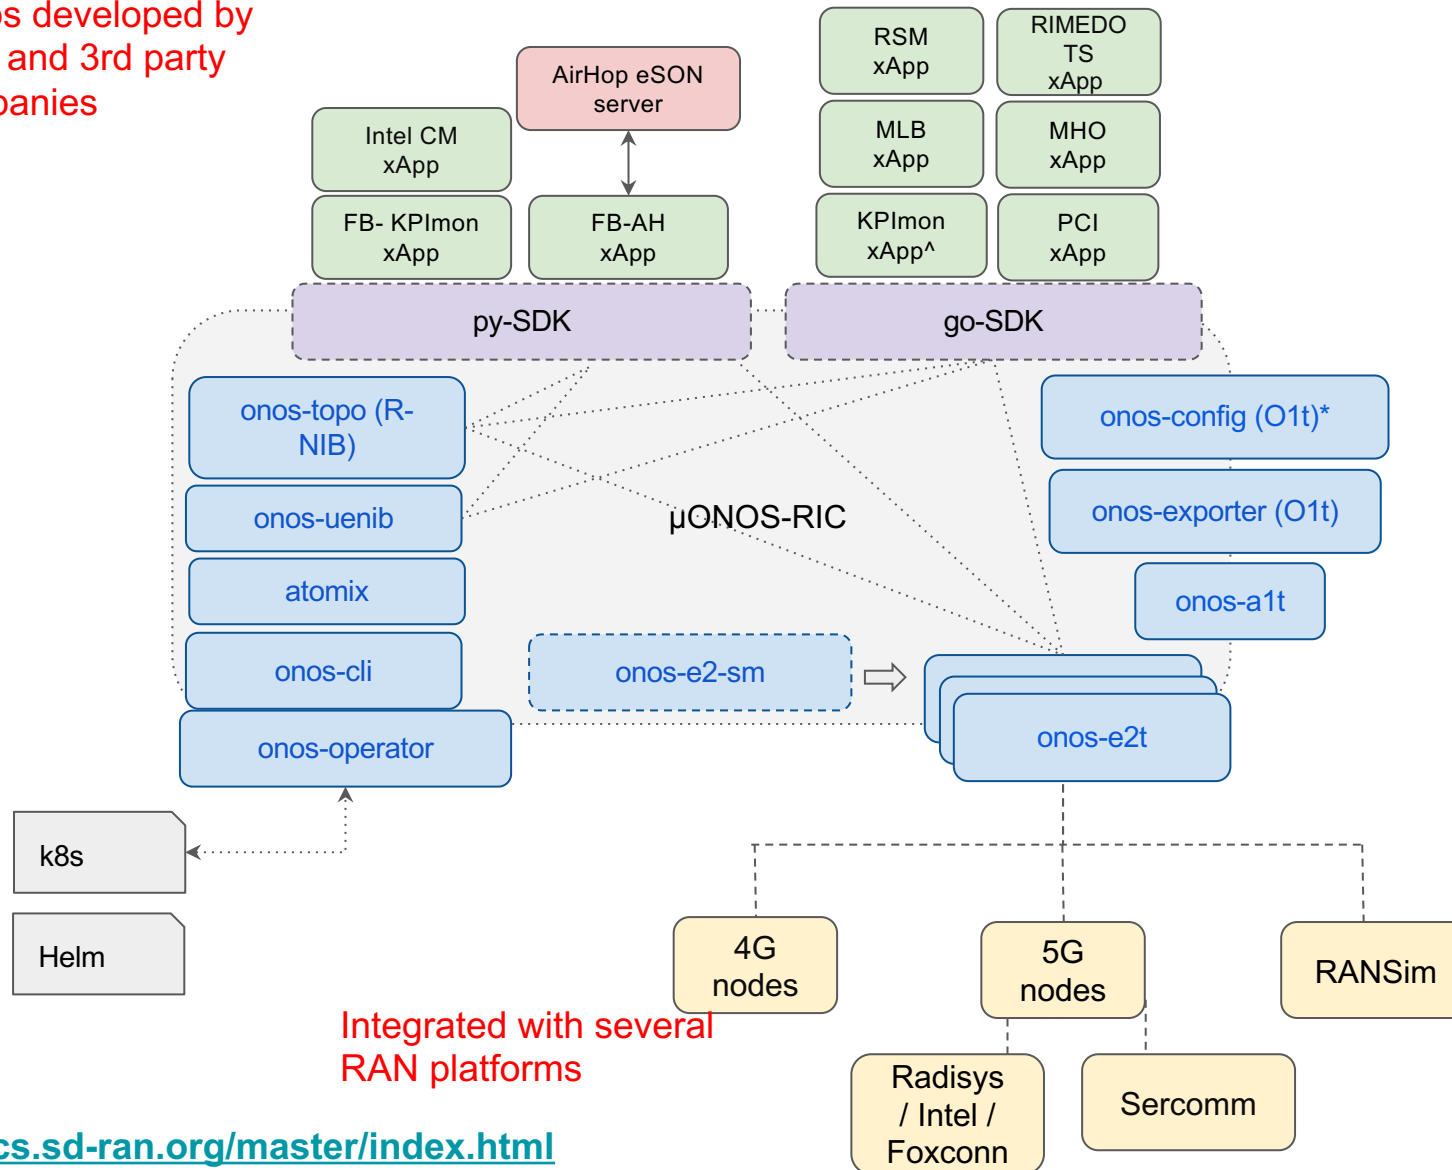 os developed by
and 3rd party
panies
AirHop eSON
server
RSM
xApp
RIMEDO
TS
xApp
Intel CM
xApp
MLB
xApp
MHO
xApp
FB- KPImon
xApp
FB-AH
xApp
KPImon
xApp^
PCI
xApp
py-SDK
go-SDK
onos-topo (R-
NIB)
onos-config (O1t)*
onos-uenib
µONOS-RIC
onos-exporter (O1t)
atomix
onos-a1t
onos-cli
onos-e2-sm
onos-operator
onos-e2t
k8s
Helm
4G
nodes
5G
nodes
RANSim
Integrated with several
RAN platforms
Radisys
/ Intel /
Foxconn
Sercomm
cs.sd-ran.org/master/index.html